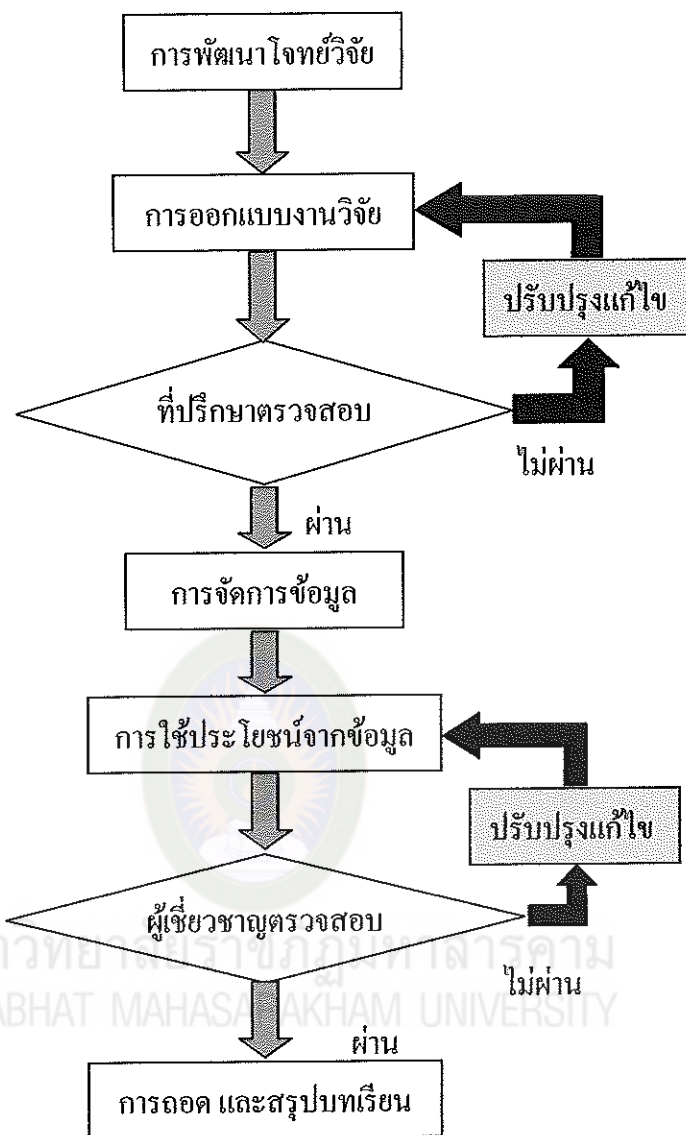 การพัฒนาโจทย์วิจัย
การออกแบบงานวิจัย
ปรับปรุงแก้ไข
ที่ปรึกษาตรวจสอบ
ไม่ผ่าน
ผ่าน
การจัดการข้อมูล
การใช้ประโยชน์จากข้อมูล
ปรับปรุงแก้ไข
ผู้เชี่ยวชาญตรวจสอบ
ไม่ผ่าน
MAHASARAKHAM UNIVERSITY
ผ่าน
การถอด และสรุปบทเรียน